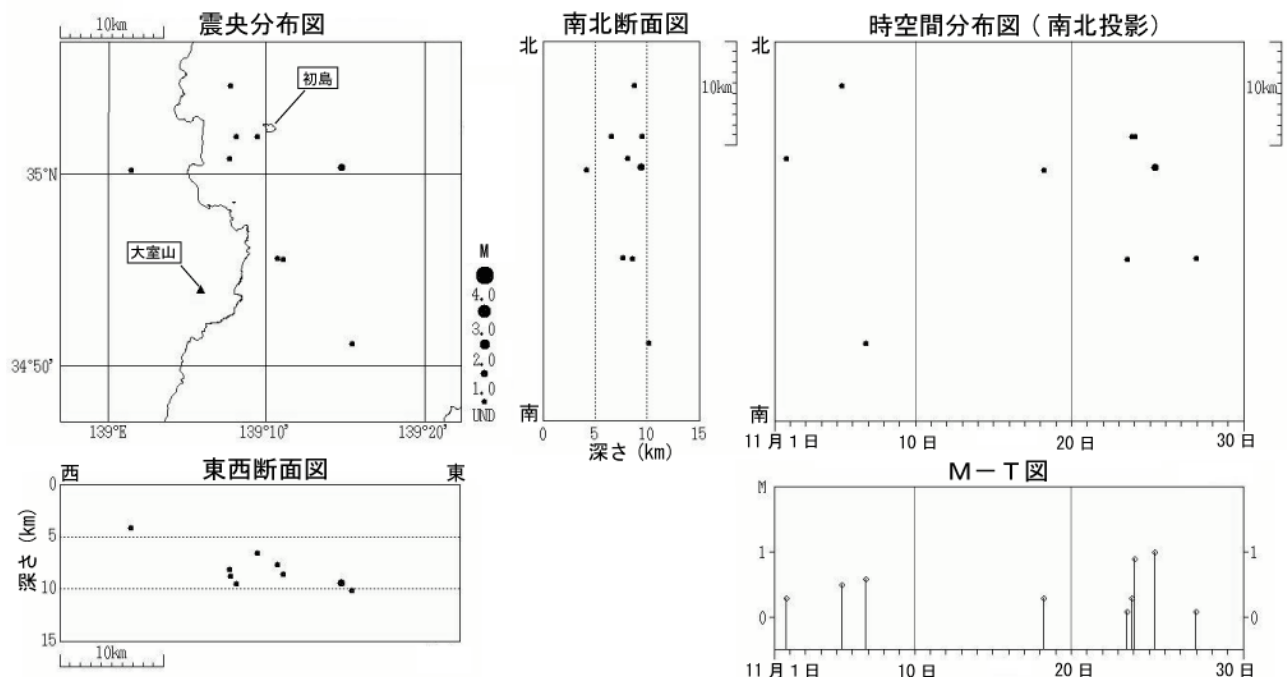 震央分布図
10km
初島
35°N
大室山
34°50'
139°E
139°10'
139°20'
M
4.0
3.0
2.0
1.0
UND
南北断面図
北
南
10km
0
5
10
15
深さ (km)
時空間分布図 ( 南北投影)
北
南
10km
11月1日
10日
20日
30日
東西断面図
西
東
0
5
10
15
深さ (km)
10km
M－T図
M
1
0
1
0
11月1日
10日
20日
30日